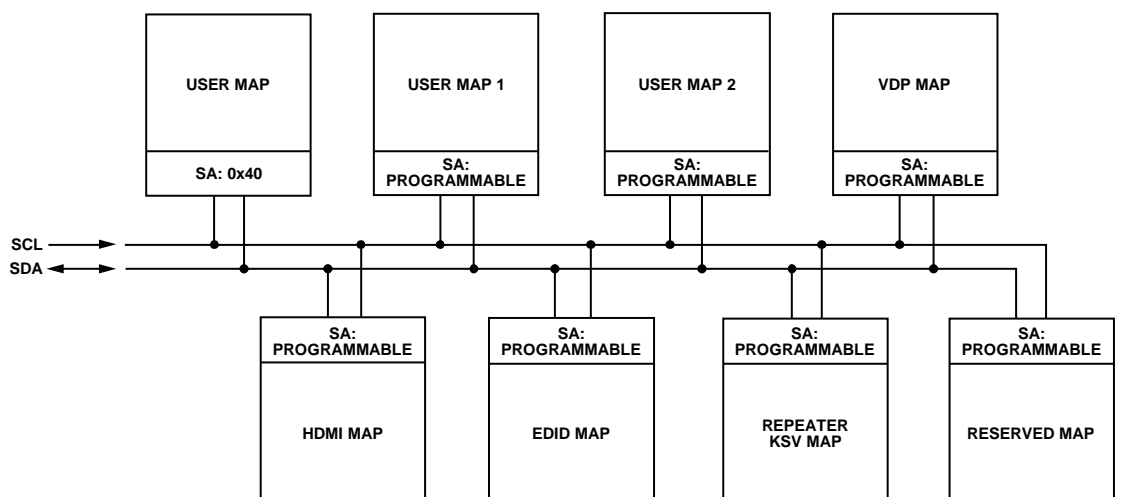 USER MAP
USER MAP 1
USER MAP 2
VDP MAP
SA: 0x40
SA:
PROGRAMMABLE
SA:
PROGRAMMABLE
SA:
PROGRAMMABLE
SCL
SDA
SA:
PROGRAMMABLE
SA:
PROGRAMMABLE
SA:
PROGRAMMABLE
SA:
PROGRAMMABLE
HDMI MAP
EDID MAP
REPEATER
KSV MAP
RESERVED MAP